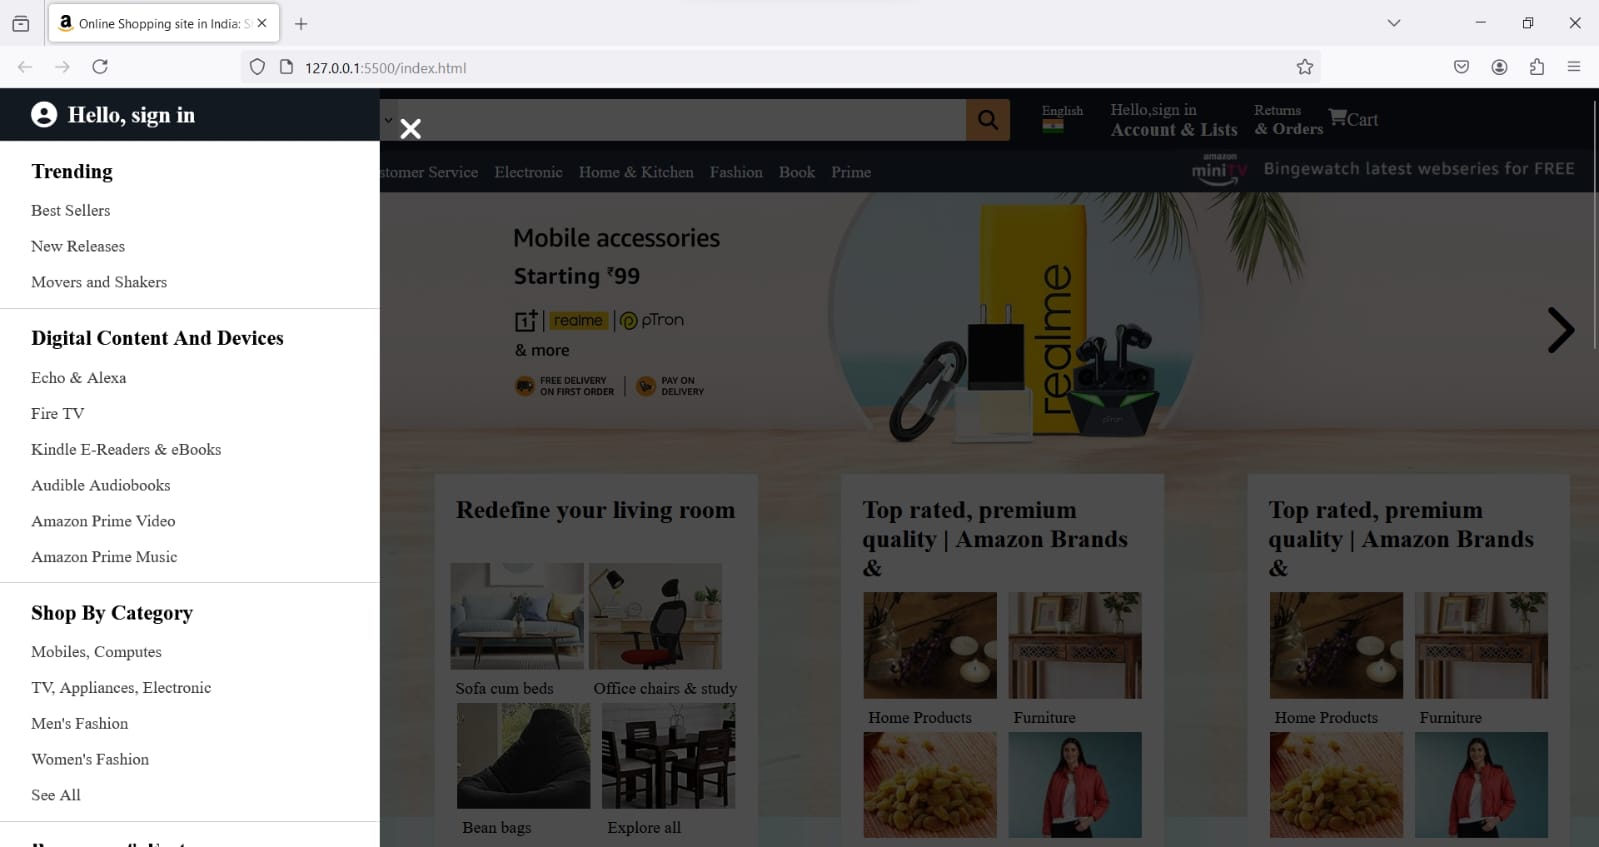 Online Shopping site in India: S
127.0.0.1:5500/index.html
Hello, sign in
English
Hello,sign in
Account & Lists
Returns
& Orders
Cart
stomer Service Electronic Home & Kitchen Fashion Book Prime
amazon
miniTV
Bingewatch latest webseries for FREE
Trending
Best Sellers
New Releases
Movers and Shakers
Digital Content And Devices
Echo & Alexa
Fire TV
Kindle E-Readers & eBooks
Audible Audiobooks
Amazon Prime Video
Amazon Prime Music
Shop By Category
Mobiles, Computes
TV, Appliances, Electronic
Men's Fashion
Women's Fashion
See All
Mobile accessories
Starting ₹99
1+ | realme | pTron
& more
FREE DELIVERY
ON FIRST ORDER
PAY ON
DELIVERY
realme
pTron
Redefine your living room
Sofa cum beds
Office chairs & study
Bean bags
Explore all
Top rated, premium
quality | Amazon Brands
&
Home Products
Furniture
Top rated, premium
quality | Amazon Brands
&
Home Products
Furniture